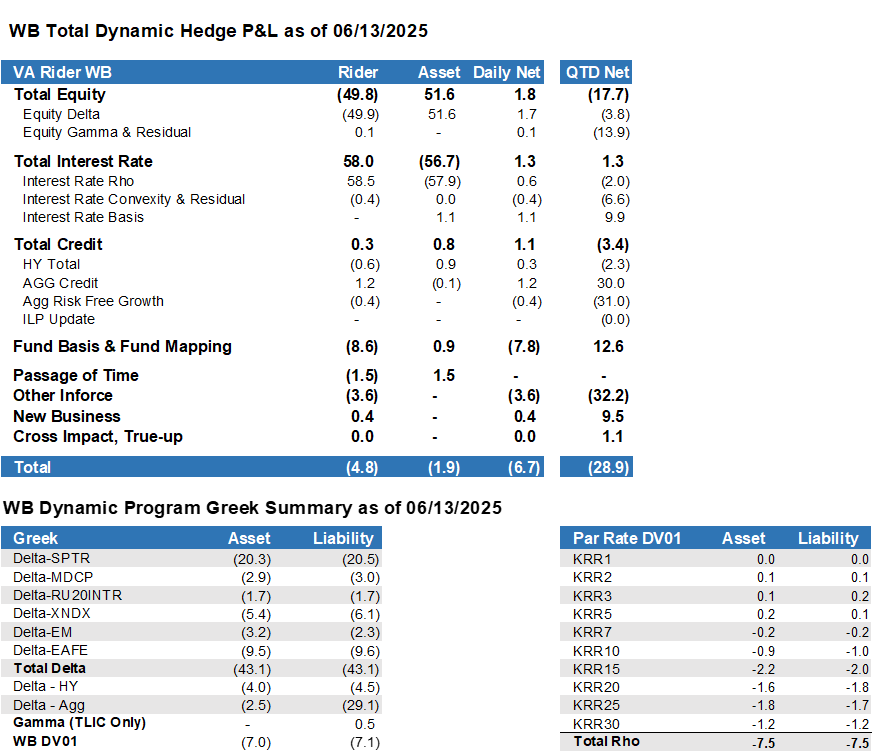 WB Total Dynamic Hedge P&L as of 06/13/2025
VA Rider WB Rider Asset Daily Net QTD Net
Total Equity (49.8) 51.6 1.8 (17.7)
Equity Delta (49.9) 51.6 1.7 (3.8)
Equity Gamma & Residual 0.1 - 0.1 (13.9)
Total Interest Rate 58.0 (56.7) 1.3 1.3
Interest Rate Rho 58.5 (57.9) 0.6 (2.0)
Interest Rate Convexity & Residual (0.4) 0.0 (0.4) (6.6)
Interest Rate Basis - 1.1 1.1 9.9
Total Credit 0.3 0.8 1.1 (3.4)
HY Total (0.6) 0.9 0.3 (2.3)
AGG Credit 1.2 (0.1) 1.2 30.0
Agg Risk Free Growth (0.4) - (0.4) (31.0)
ILP Update - - - (0.0)
Fund Basis & Fund Mapping (8.6) 0.9 (7.8) 12.6
Passage of Time (1.5) 1.5 - -
Other Inforce (3.6) - (3.6) (32.2)
New Business 0.4 - 0.4 9.5
Cross Impact, True-up 0.0 - 0.0 1.1
Total (4.8) (1.9) (6.7) (28.9)
WB Dynamic Program Greek Summary as of 06/13/2025
Greek Asset Liability
Delta-SPTR (20.3) (20.5)
Delta-MDCP (2.9) (3.0)
Delta-RU20INTR (1.7) (1.7)
Delta-XNDX (5.4) (6.1)
Delta-EM (3.2) (2.3)
Delta-EAFE (9.5) (9.6)
Total Delta (43.1) (43.1)
Delta - HY (4.0) (4.5)
Delta - Agg (2.5) (29.1)
Gamma (TLIC Only) - 0.5
WB DV01 (7.0) (7.1)
Par Rate DV01 Asset Liability
KRR1 0.0 0.0
KRR2 0.1 0.1
KRR3 0.1 0.2
KRR5 0.2 0.1
KRR7 -0.2 -0.2
KRR10 -0.9 -1.0
KRR15 -2.2 -2.0
KRR20 -1.6 -1.8
KRR25 -1.8 -1.7
KRR30 -1.2 -1.2
Total Rho -7.5 -7.5